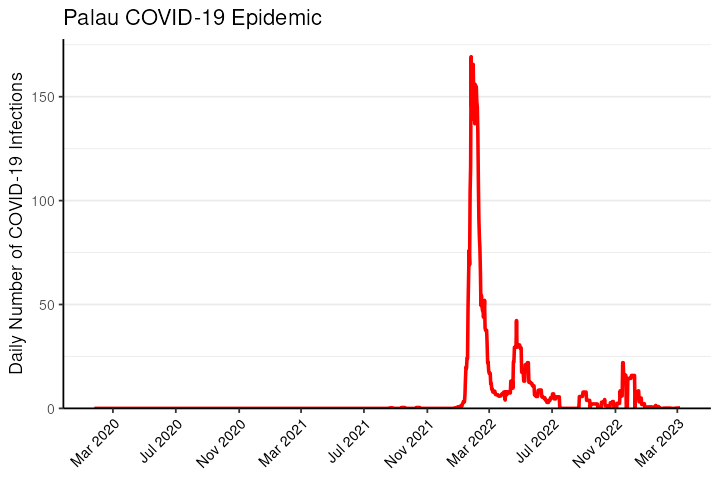 Palau COVID-19 Epidemic
Daily Number of COVID-19 Infections
150
100
50
0
Mar 2020
Jul 2020
Nov 2020
Mar 2021
Jul 2021
Nov 2021
Mar 2022
Jul 2022
Nov 2022
Mar 2023